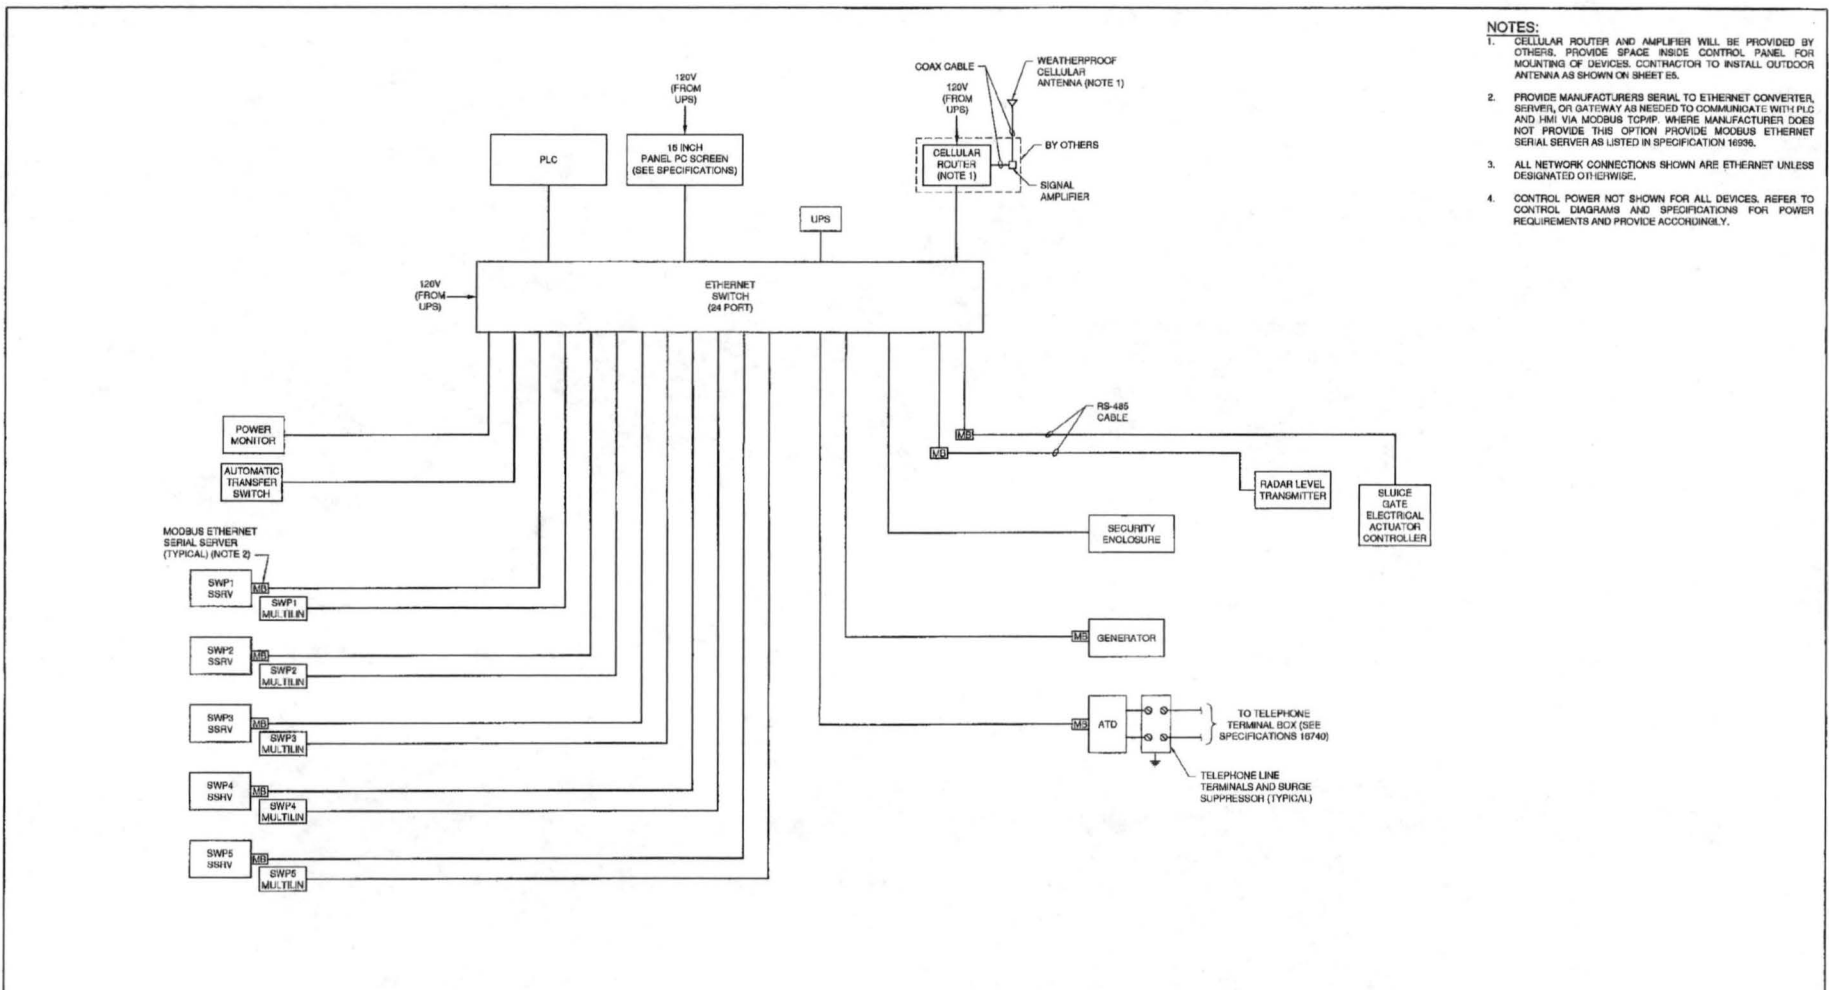 NOTES:
1. CELLULAR ROUTER AND AMPLIFIER WILL BE PROVIDED BY
OTHERS. PROVIDE SPACE INSIDE CONTROL PANEL FOR
MOUNTING OF DEVICES. CONTRACTOR TO INSTALL OUTDOOR
ANTENNA AS SHOWN ON SHEET E5.
2. PROVIDE MANUFACTURERS SERIAL TO ETHERNET CONVERTER,
SERVER, OR GATEWAY AS NEEDED TO COMMUNICATE WITH PLC
AND HMI VIA MODBUS TCP/IP. WHERE MANUFACTURER DOES
NOT PROVIDE THIS OPTION PROVIDE MODBUS ETHERNET
SERIAL SERVER AS LISTED IN SPECIFICATION 16936.
3. ALL NETWORK CONNECTIONS SHOWN ARE ETHERNET UNLESS
DESIGNATED OTHERWISE.
4. CONTROL POWER NOT SHOWN FOR ALL DEVICES. REFER TO
CONTROL DIAGRAMS AND SPECIFICATIONS FOR POWER
REQUIREMENTS AND PROVIDE ACCORDINGLY.
120V
(FROM
UPS)
COAX CABLE
WEATHERPROOF
CELLULAR
ANTENNA (NOTE 1)
120V
(FROM
UPS)
PLC
15 INCH
PANEL PC SCREEN
(SEE SPECIFICATIONS)
CELLULAR
ROUTER
(NOTE 1)
BY OTHERS
SIGNAL
AMPLIFIER
UPS
120V
(FROM
UPS)
ETHERNET
SWITCH
(24 PORT)
POWER
MONITOR
AUTOMATIC
TRANSFER
SWITCH
MODBUS ETHERNET
SERIAL SERVER
(TYPICAL) (NOTE 2)
SWP1
SSRV
MB
SWP1
MULTILIN
SWP2
SSRV
MB
SWP2
MULTILIN
SWP3
SSRV
MB
SWP3
MULTILIN
SWP4
SSRV
MB
SWP4
MULTILIN
SWP5
SSRV
MB
SWP5
MULTILIN
RS-485
CABLE
MB
MB
RADAR LEVEL
TRANSMITTER
SLUICE
GATE
ELECTRICAL
ACTUATOR
CONTROLLER
SECURITY
ENCLOSURE
MB
GENERATOR
MB
ATD
TO TELEPHONE
TERMINAL BOX (SEE
SPECIFICATIONS 16740)
TELEPHONE LINE
TERMINALS AND SURGE
SUPPRESSOR (TYPICAL)